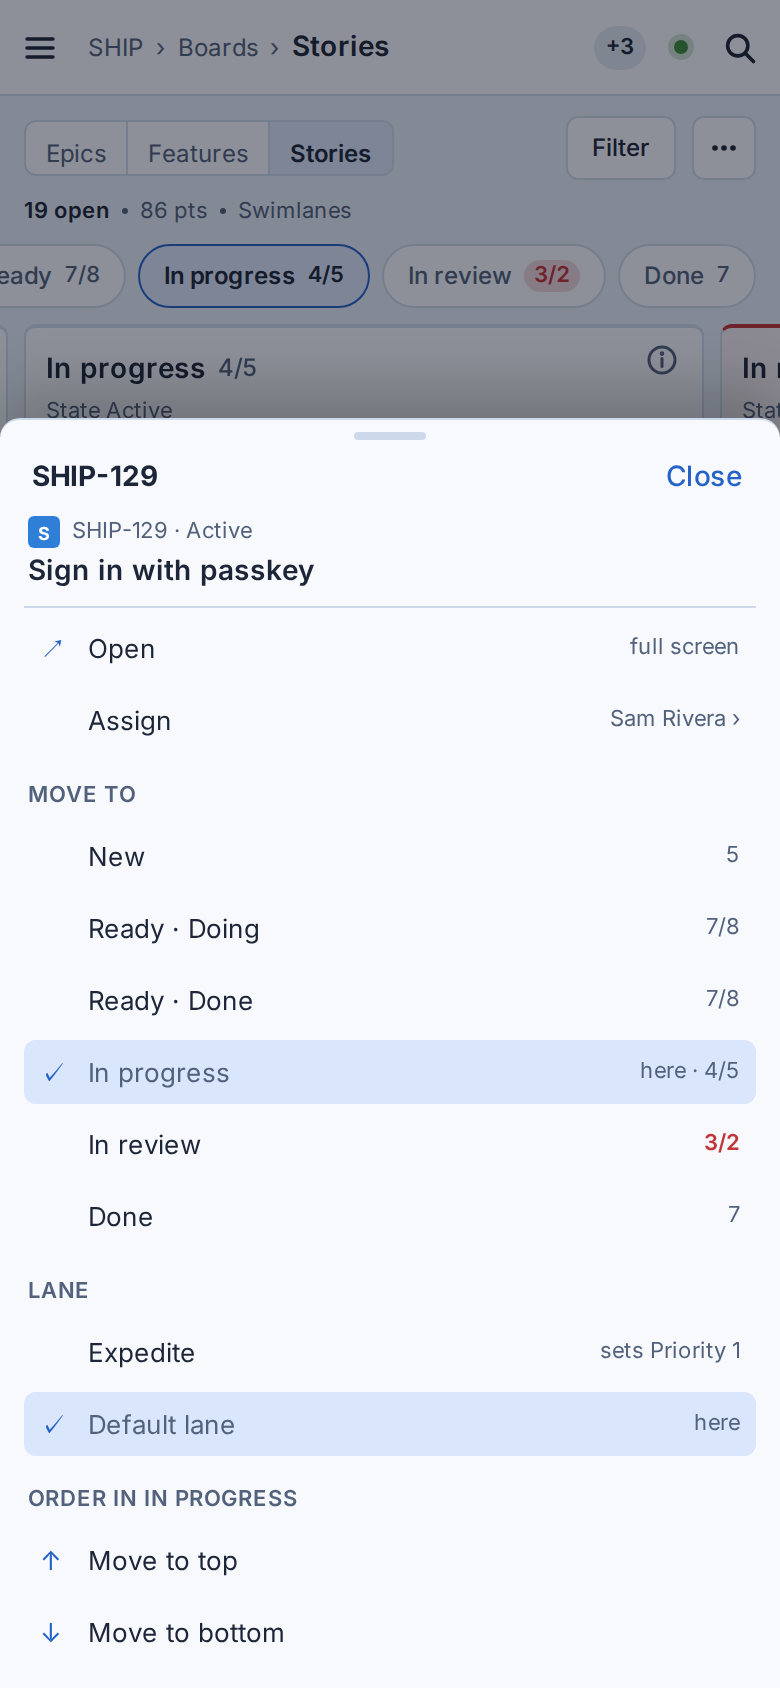 SHIP › Boards › Stories +3
Epics Features Stories Filter •••
19 open • 86 pts • Swimlanes
eady 7/8 In progress 4/5 In review 3/2 Done 7
In progress 4/5 In
State Active Stat
SHIP-129 Close
S SHIP-129 · Active
Sign in with passkey
↗ Open full screen
Assign Sam Rivera ›
MOVE TO
New 5
Ready · Doing 7/8
Ready · Done 7/8
✓ In progress here · 4/5
In review 3/2
Done 7
LANE
Expedite sets Priority 1
✓ Default lane here
ORDER IN IN PROGRESS
↑ Move to top
↓ Move to bottom